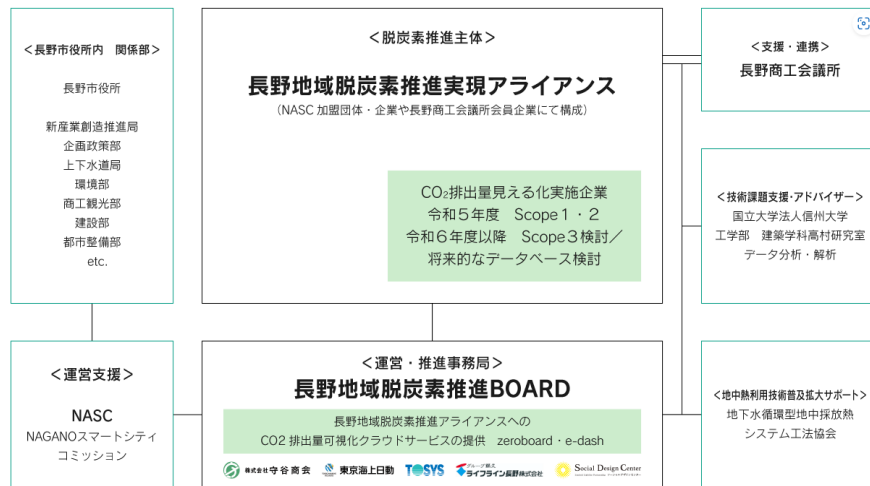 ＜長野市役所内　関係部＞
長野市役所
新産業創造推進局
企画政策部
上下水道局
環境部
商工観光部
建設部
都市整備部
etc.
＜脱炭素推進主体＞
長野地域脱炭素推進実現アライアンス
（NASC 加盟団体・企業や長野商工会議所会員企業にて構成）
CO₂排出量見える化実施企業
令和５年度　Scope１・２
令和６年度以降　Scope３検討／
将来的なデータベース検討
＜支援・連携＞
長野商工会議所
＜技術課題支援・アドバイザー＞
国立大学法人信州大学
工学部　建築学科高村研究室
データ分析・解析
＜運営支援＞
NASC
NAGANOスマートシティ
コミッション
＜運営・推進事務局＞
長野地域脱炭素推進BOARD
長野地域脱炭素推進アライアンスへの
CO2 排出量可視化クラウドサービスの提供　zeroboard・e-dash
株式会社守谷商会
東京海上日動
TOSYS
グループ親王
ライフライン長野株式会社
Social Design Center
＜地中熱利用技術普及拡大サポート＞
地下水循環型地中採放熱
システム工法協会